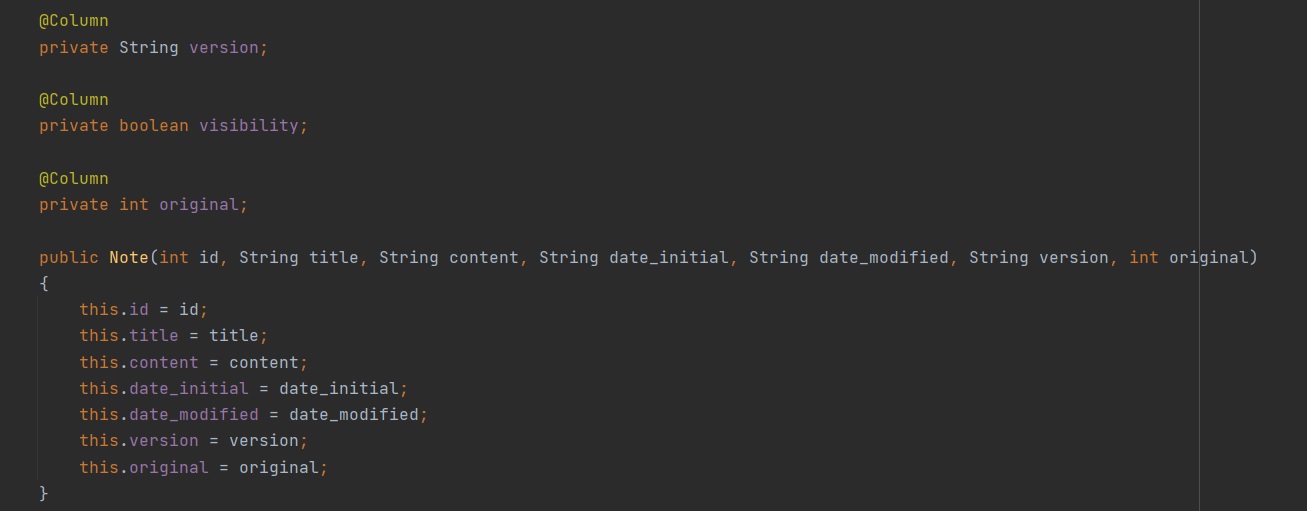 @Column
private String version;
@Column
private boolean visibility;
@Column
private int original;
public Note(int id, String title, String content, String date_initial, String date_modified, String version, int original)
{
this.id = id;
this.title = title;
this.content = content;
this.date_initial = date_initial;
this.date_modified = date_modified;
this.version = version;
this.original = original;
}